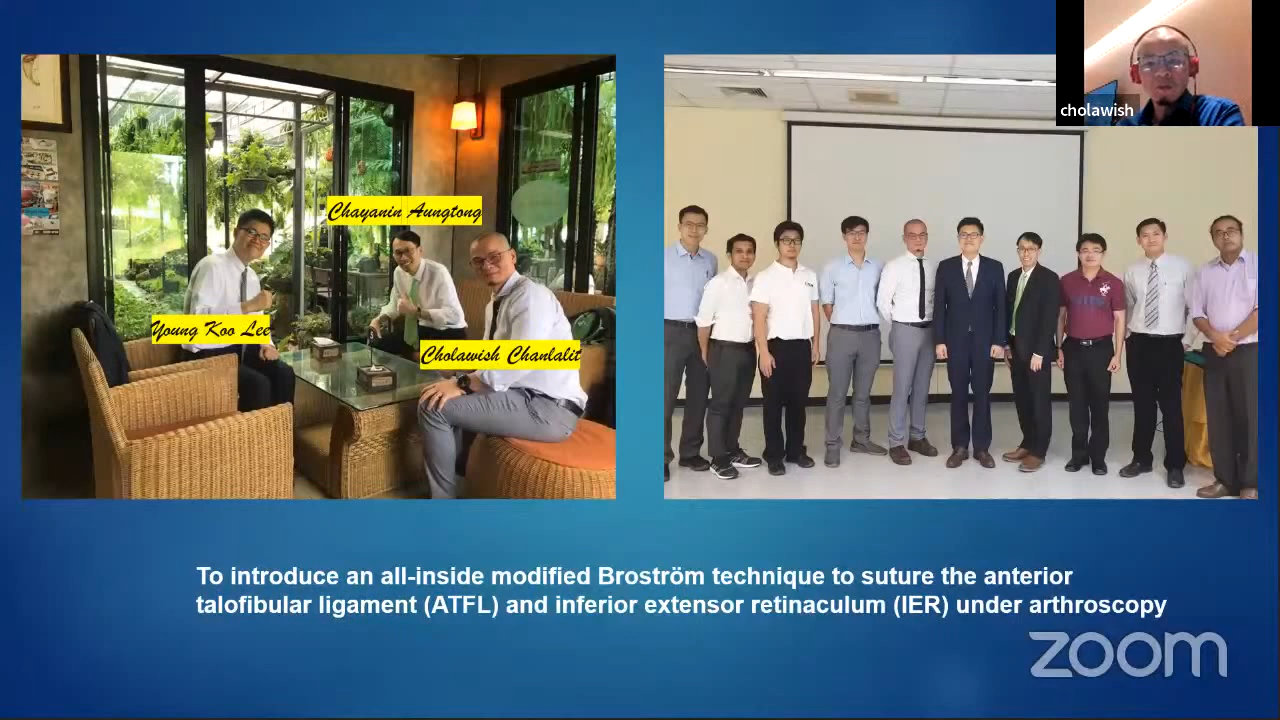 cholawish
Chayanin Aungtong
Young Koo Lee
Cholawish Chanlalit
To introduce an all-inside modified Broström technique to suture the anterior
talofibular ligament (ATFL) and inferior extensor retinaculum (IER) under arthroscopy
zoom